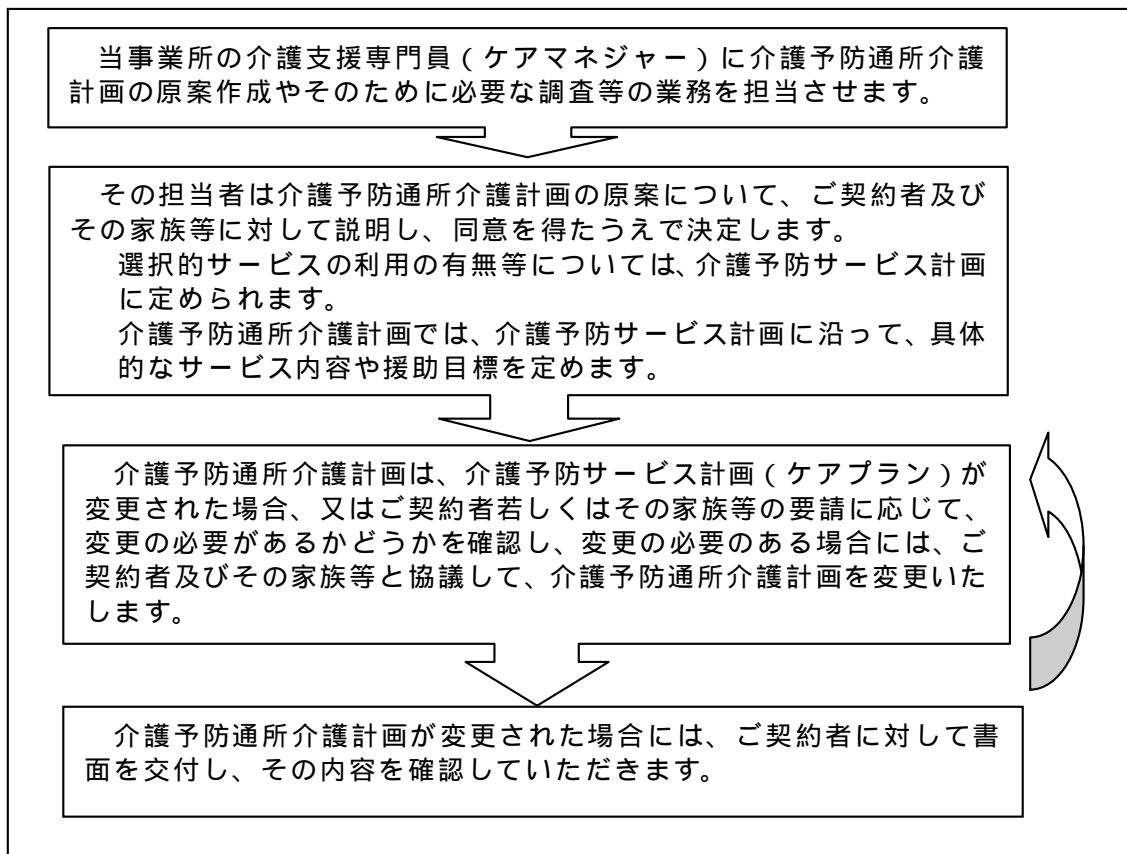 当事業所の介護支援専門員（ケアマネジャー）に介護予防通所介護
計画の原案作成やそのために必要な調査等の業務を担当させます。
その担当者は介護予防通所介護計画の原案について、ご契約者及び
その家族等に対して説明し、同意を得たうえで決定します。
選択的サービスの利用の有無等については、介護予防サービス計画
に定められます。
介護予防通所介護計画では、介護予防サービス計画に沿って、具体
的なサービス内容や援助目標を定めます。
介護予防通所介護計画は、介護予防サービス計画（ケアプラン）が
変更された場合、又はご契約者若しくはその家族等の要請に応じて、
変更の必要があるかどうかを確認し、変更の必要のある場合には、ご
契約者及びその家族等と協議して、介護予防通所介護計画を変更いた
します。
介護予防通所介護計画が変更された場合には、ご契約者に対して書
面を交付し、その内容を確認していただきます。